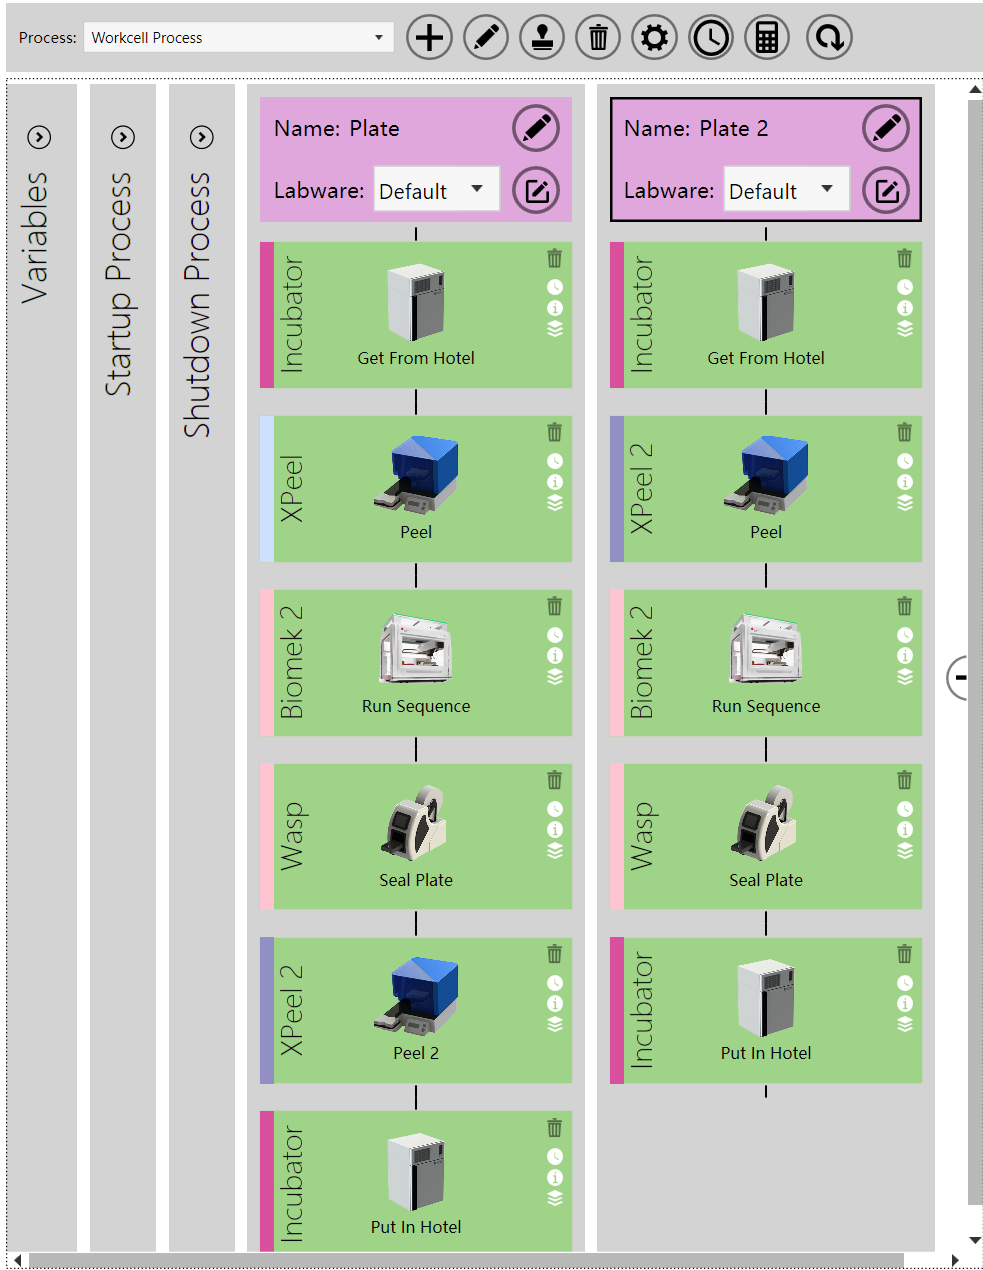 Process: Workcell Process
Variables
Startup Process
Shutdown Process
Name: Plate
Labware: Default
Incubator
Get From Hotel
XPeel
Peel
Biomek 2
Run Sequence
Wasp
Seal Plate
XPeel 2
Peel 2
Incubator
Put In Hotel
Name: Plate 2
Labware: Default
Incubator
Get From Hotel
XPeel 2
Peel
Biomek 2
Run Sequence
Wasp
Seal Plate
Incubator
Put In Hotel